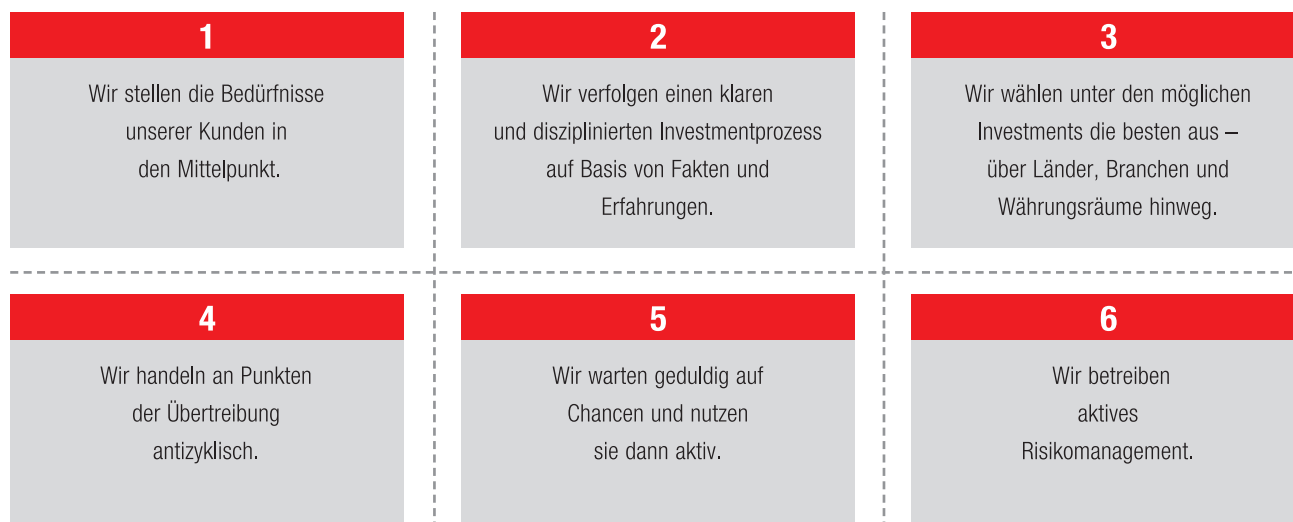 1
Wir stellen die Bedürfnisse
unserer Kunden in
den Mittelpunkt.
2
Wir verfolgen einen klaren
und disziplinierten Investmentprozess
auf Basis von Fakten und
Erfahrungen.
3
Wir wählen unter den möglichen
Investments die besten aus –
über Länder, Branchen und
Währungsräume hinweg.
4
Wir handeln an Punkten
der Übertreibung
antizyklisch.
5
Wir warten geduldig auf
Chancen und nutzen
sie dann aktiv.
6
Wir betreiben
aktives
Risikomanagement.